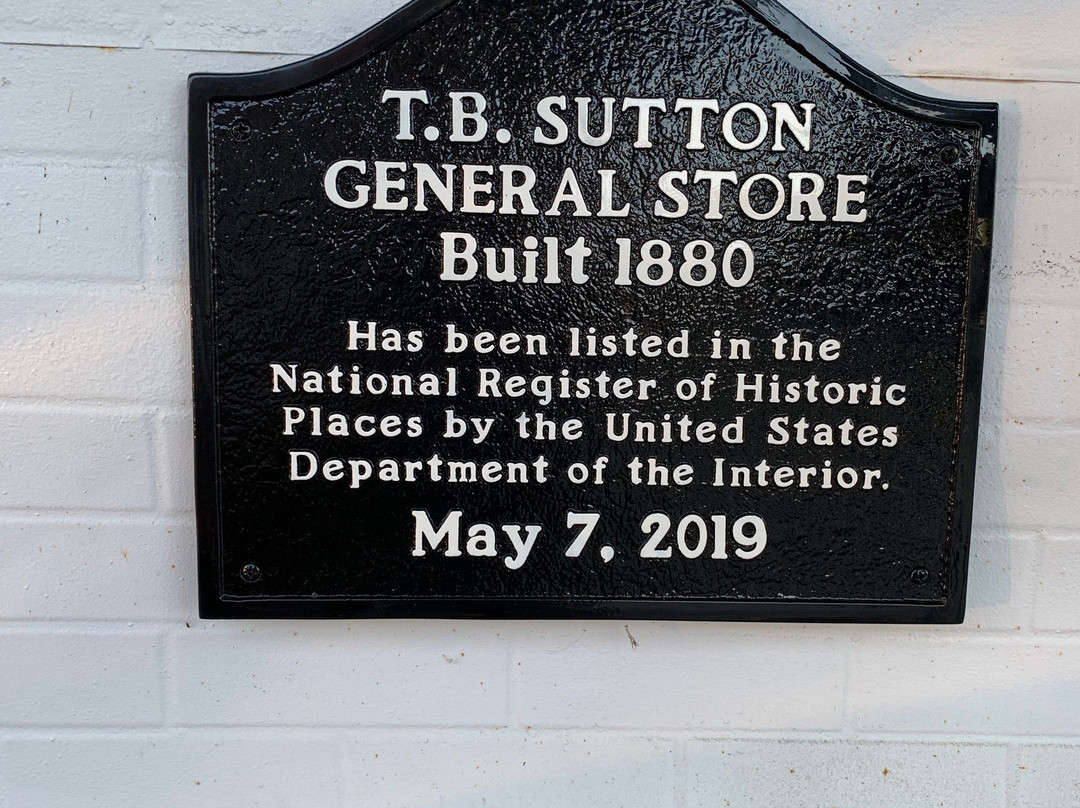 T.B. SUTTON
GENERAL STORE
Built 1880
Has been listed in the
National Register of Historic
Places by the United States
Department of the Interior.
May 7, 2019